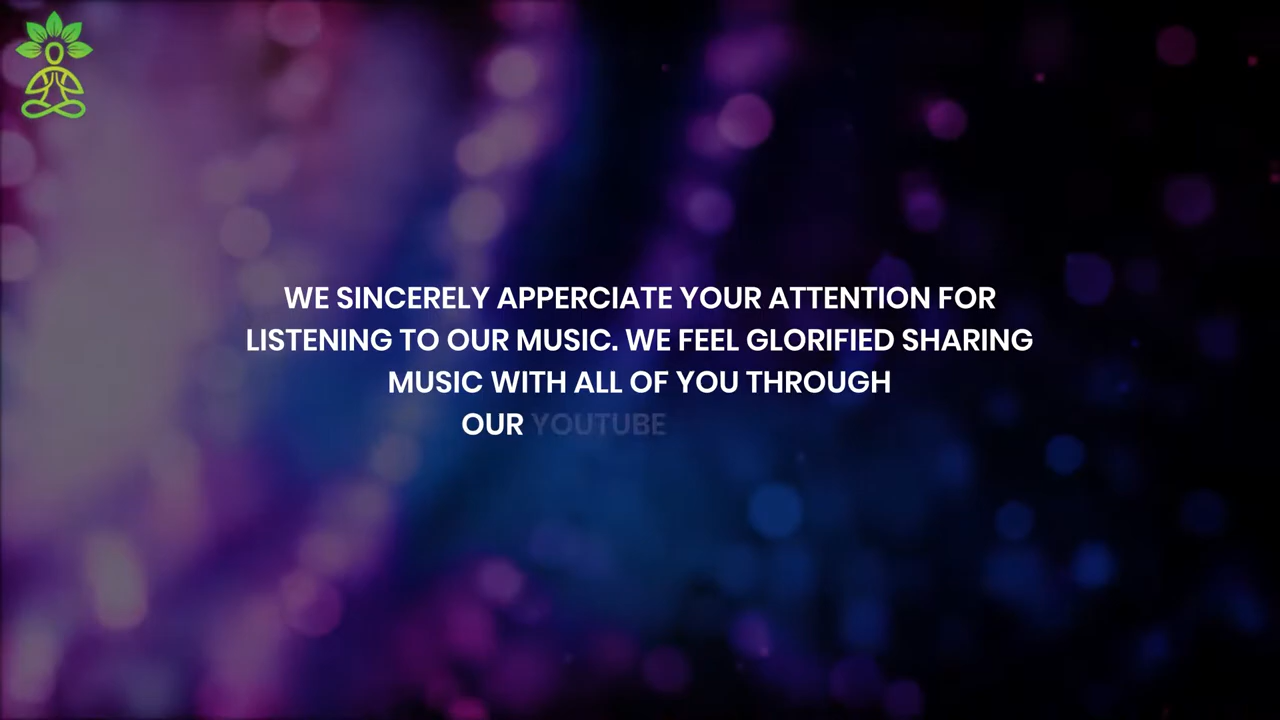 WE SINCERELY APPERCIATE YOUR ATTENTION FOR
LISTENING TO OUR MUSIC. WE FEEL GLORIFIED SHARING
MUSIC WITH ALL OF YOU THROUGH
OUR YOUTUBE